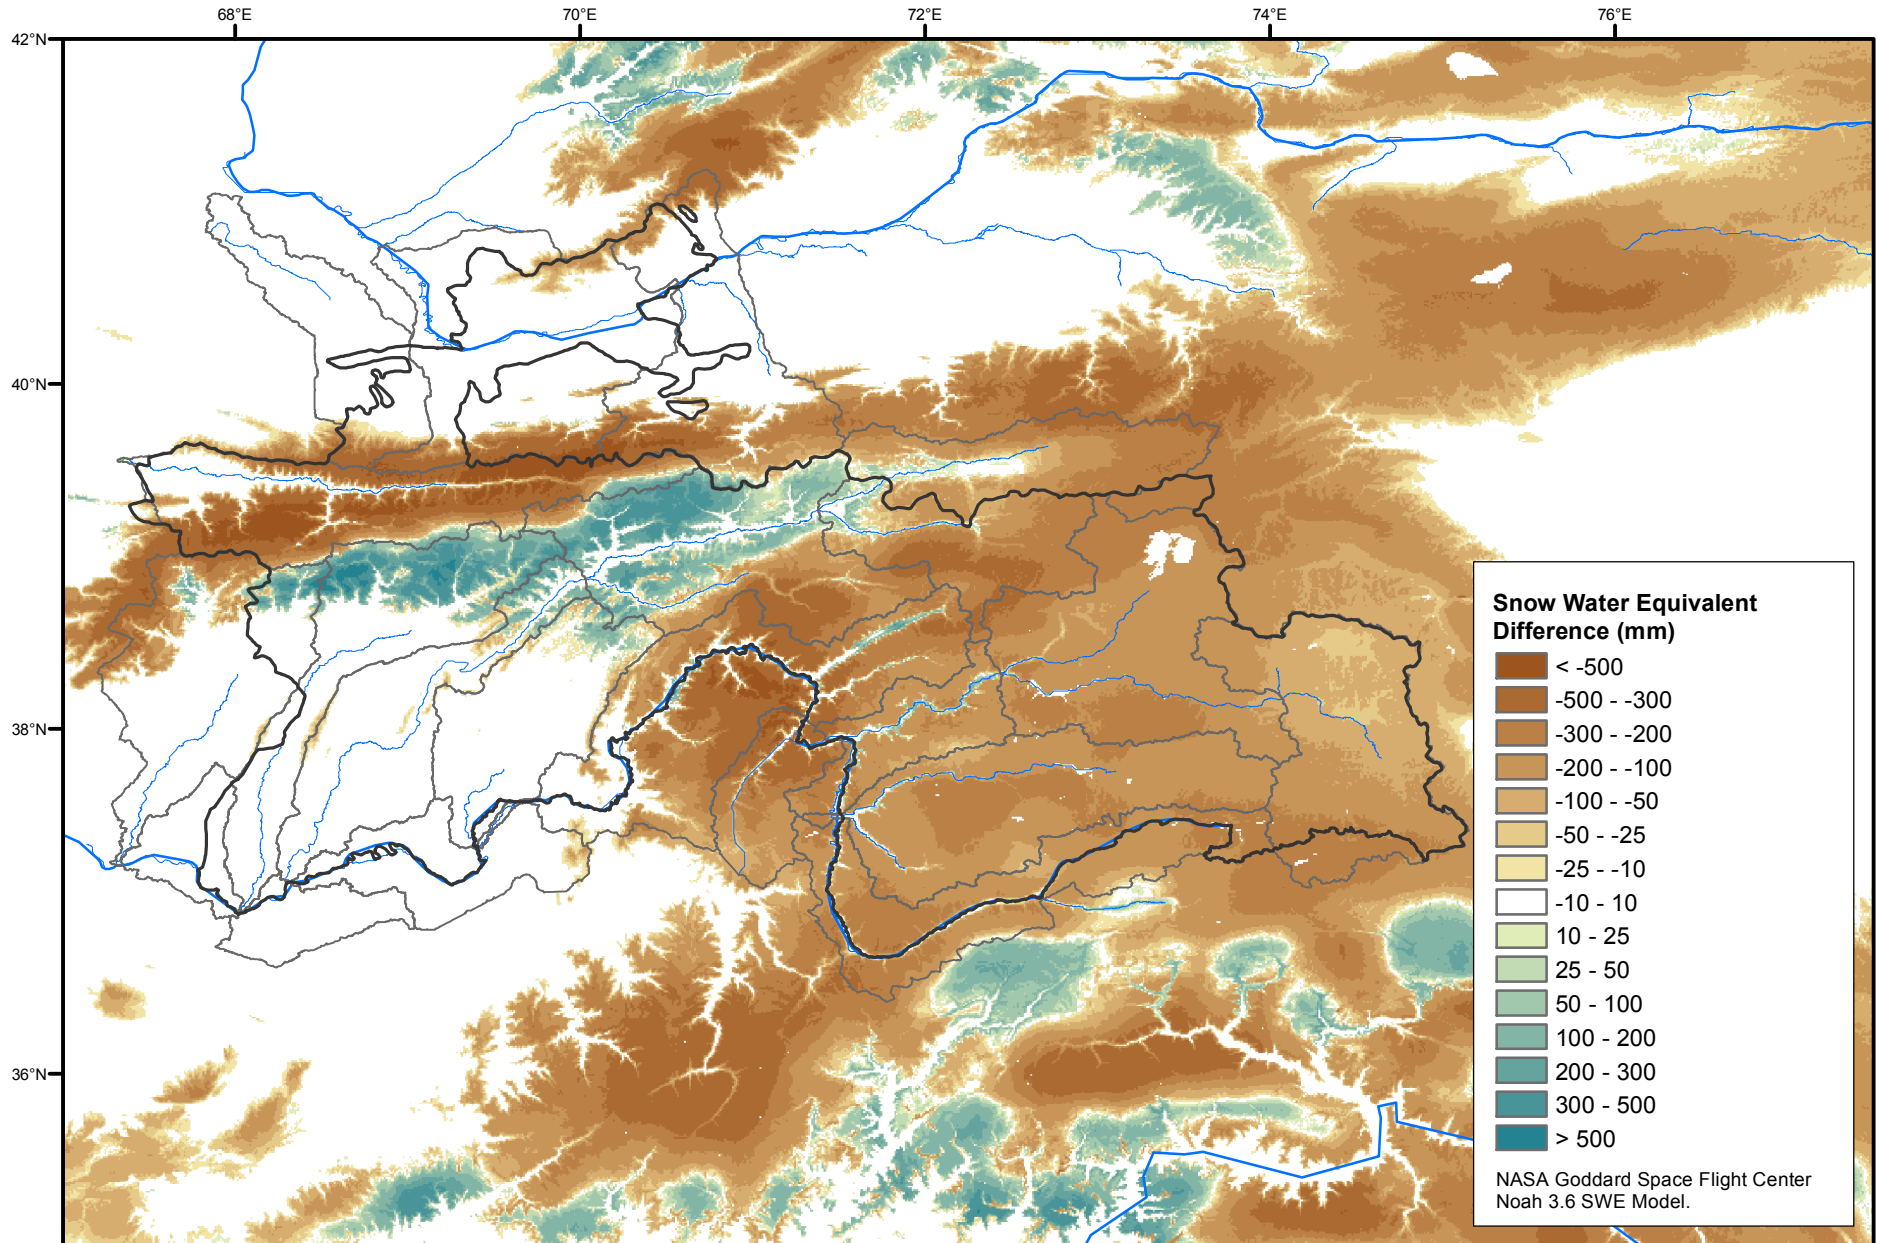 68°E
70°E
72°E
74°E
76°E
42°N
40°N
38°N
36°N
Snow Water Equivalent
Difference (mm)
< -500
-500 - -300
-300 - -200
-200 - -100
-100 - -50
-50 - -25
-25 - -10
-10 - 10
10 - 25
25 - 50
50 - 100
100 - 200
200 - 300
300 - 500
> 500
NASA Goddard Space Flight Center
Noah 3.6 SWE Model.